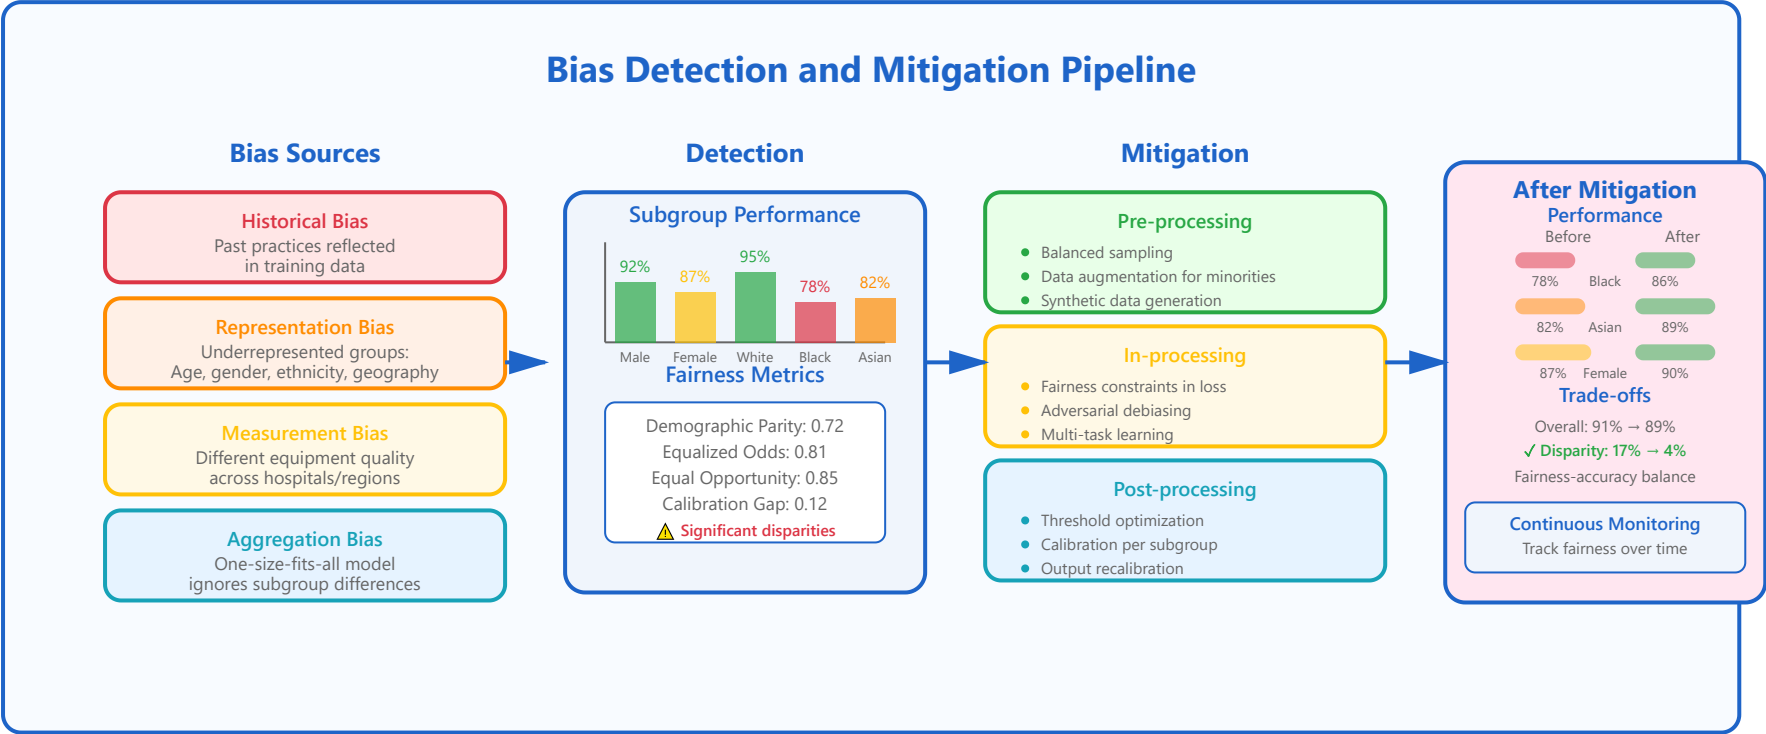 Bias Detection and Mitigation Pipeline
Bias Sources
Historical Bias
Past practices reflected
in training data
Representation Bias
Underrepresented groups:
Age, gender, ethnicity, geography
Measurement Bias
Different equipment quality
across hospitals/regions
Aggregation Bias
One-size-fits-all model
ignores subgroup differences
Detection
Subgroup Performance
92% 87% 95% 78% 82%
Male Female White Black Asian
Fairness Metrics
Demographic Parity: 0.72
Equalized Odds: 0.81
Equal Opportunity: 0.85
Calibration Gap: 0.12
⚠ Significant disparities
Mitigation
Pre-processing
● Balanced sampling
● Data augmentation for minorities
● Synthetic data generation
In-processing
● Fairness constraints in loss
● Adversarial debiasing
● Multi-task learning
Post-processing
● Threshold optimization
● Calibration per subgroup
● Output recalibration
After Mitigation
Performance
Before After
78% Black 86%
82% Asian 89%
87% Female 90%
Trade-offs
Overall: 91% → 89%
✓ Disparity: 17% → 4%
Fairness-accuracy balance
Continuous Monitoring
Track fairness over time